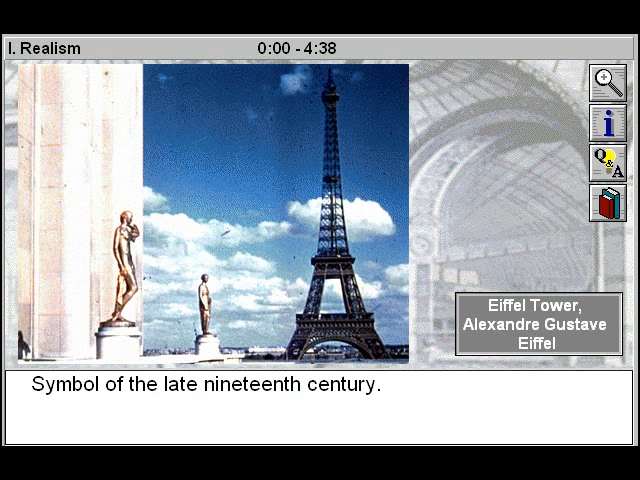 I. Realism 0:00 - 4:38
i
Q&A
Eiffel Tower,
Alexandre Gustave
Eiffel
Symbol of the late nineteenth century.